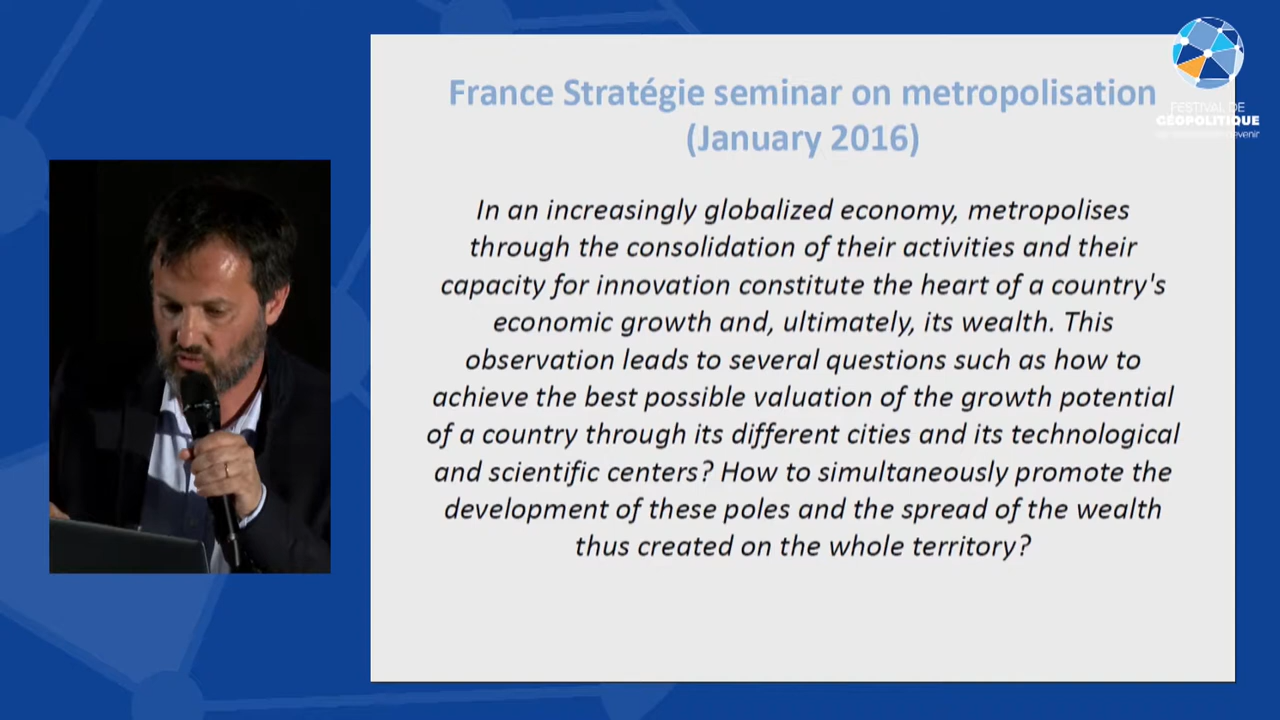 France Stratégie seminar on metropolisation
(January 2016)
In an increasingly globalized economy, metropolises
through the consolidation of their activities and their
capacity for innovation constitute the heart of a country's
economic growth and, ultimately, its wealth. This
observation leads to several questions such as how to
achieve the best possible valuation of the growth potential
of a country through its different cities and its technological
and scientific centers? How to simultaneously promote the
development of these poles and the spread of the wealth
thus created on the whole territory?
FESTIVAL DE
GÉOPOLITIQUE